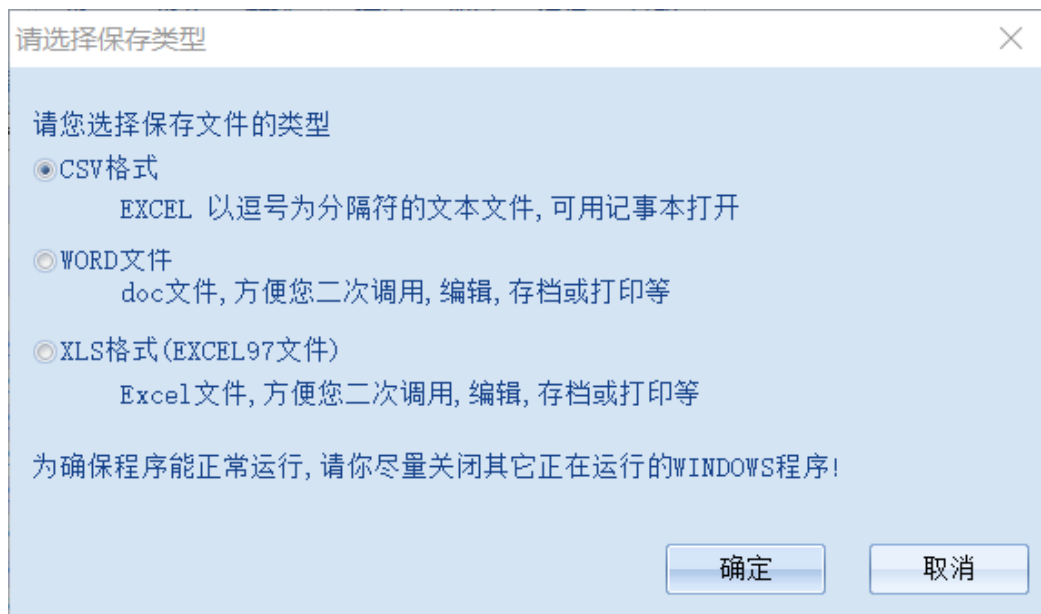 请选择保存类型
请您选择保存文件的类型
CSV格式
EXCEL 以逗号为分隔符的文本文件,可用记事本打开
WORD文件
doc文件,方便您二次调用,编辑,存档或打印等
XLS格式(EXCEL97文件)
Excel文件,方便您二次调用,编辑,存档或打印等
为确保程序能正常运行,请你尽量关闭其它正在运行的WINDOWS程序!
确定 取消